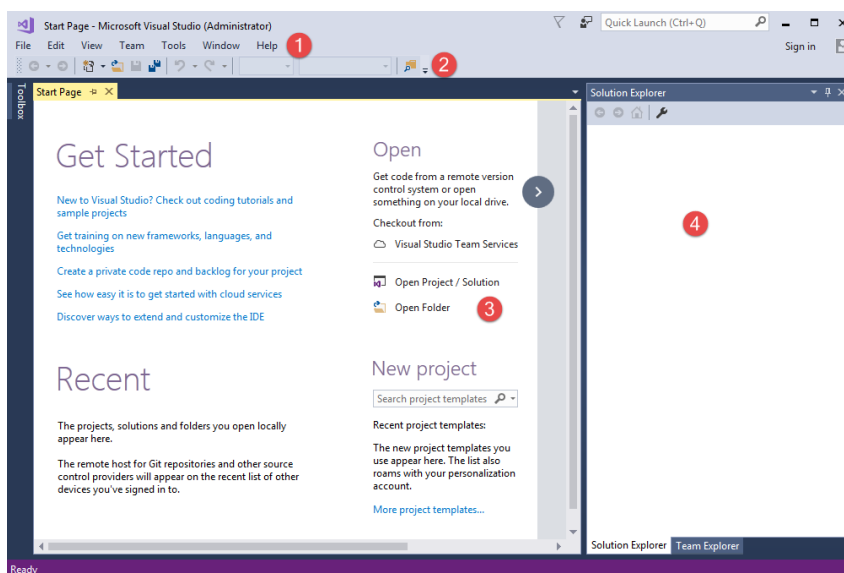 Start Page - Microsoft Visual Studio (Administrator)
Quick Launch (Ctrl+Q)
File Edit View Team Tools Window Help
1
Sign in
2
Toolbox
Start Page
Solution Explorer
Get Started
New to Visual Studio? Check out coding tutorials and
sample projects
Get training on new frameworks, languages, and
technologies
Create a private code repo and backlog for your project
See how easy it is to get started with cloud services
Discover ways to extend and customize the IDE
Recent
The projects, solutions and folders you open locally
appear here.
The remote host for Git repositories and other source
control providers will appear on the recent list of other
devices you've signed in to.
Open
Get code from a remote version
control system or open
something on your local drive.
Checkout from:
Visual Studio Team Services
Open Project / Solution
Open Folder
3
New project
Search project templates
Recent project templates:
The new project templates you
use appear here. The list also
roams with your personalization
account.
More project templates...
4
Solution Explorer Team Explorer
Ready